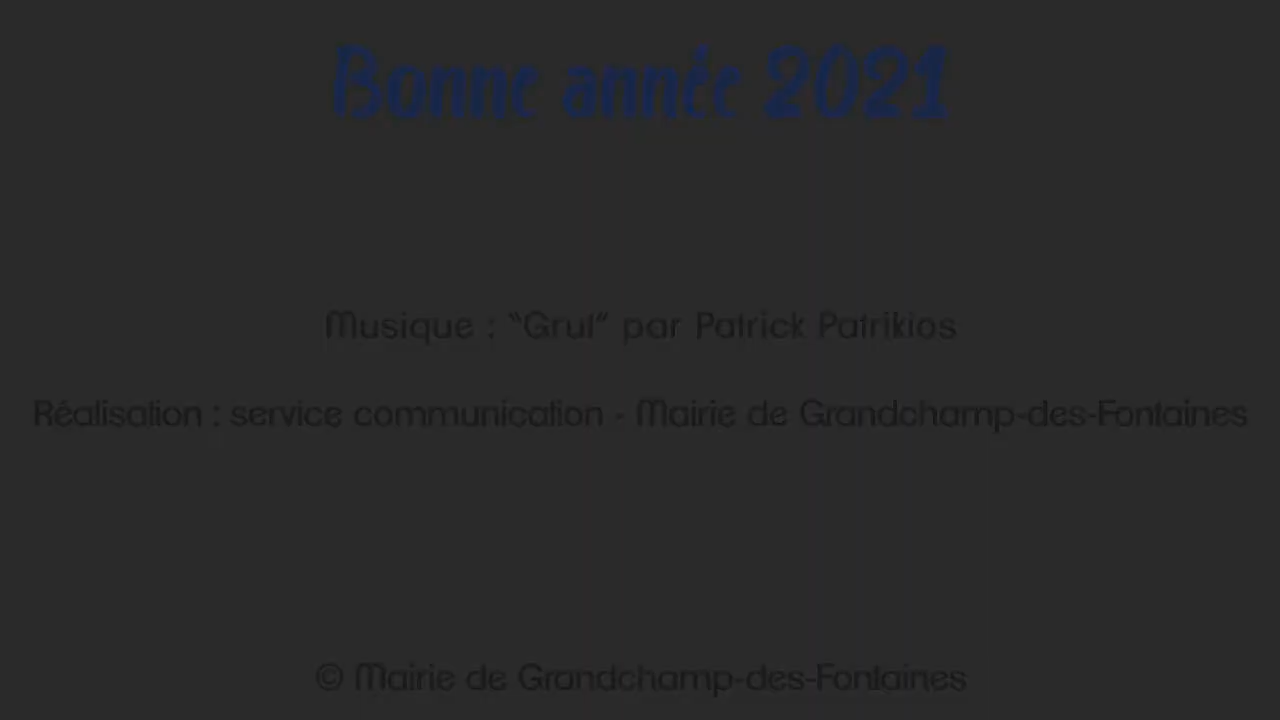 Bonne année 2021
Musique : “Grut” par Patrick Patrikios
Réalisation : service communication - Mairie de Grandchamp-des-Fontaines
© Mairie de Grandchamp-des-Fontaines